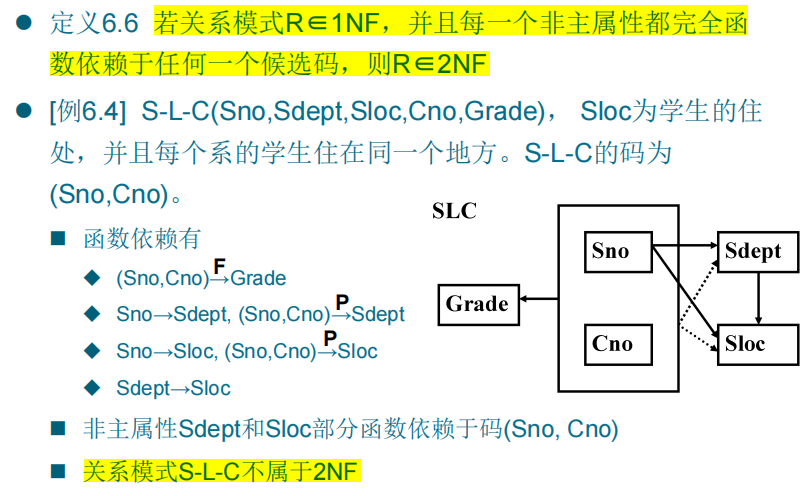 ● 定义6.6 若关系模式R∈1NF，并且每一个非主属性都完全函
数依赖于任何一个候选码，则R∈2NF
● [例6.4] S-L-C(Sno,Sdept,Sloc,Cno,Grade)， Sloc为学生的住
处，并且每个系的学生住在同一个地方。S-L-C的码为
(Sno,Cno)。
■ 函数依赖有
◆ (Sno,Cno)F→Grade
◆ Sno→Sdept, (Sno,Cno)P→Sdept
◆ Sno→Sloc, (Sno,Cno)P→Sloc
◆ Sdept→Sloc
SLC
Sno
Sdept
Grade
Cno
Sloc
■ 非主属性Sdept和Sloc部分函数依赖于码(Sno, Cno)
■ 关系模式S-L-C不属于2NF